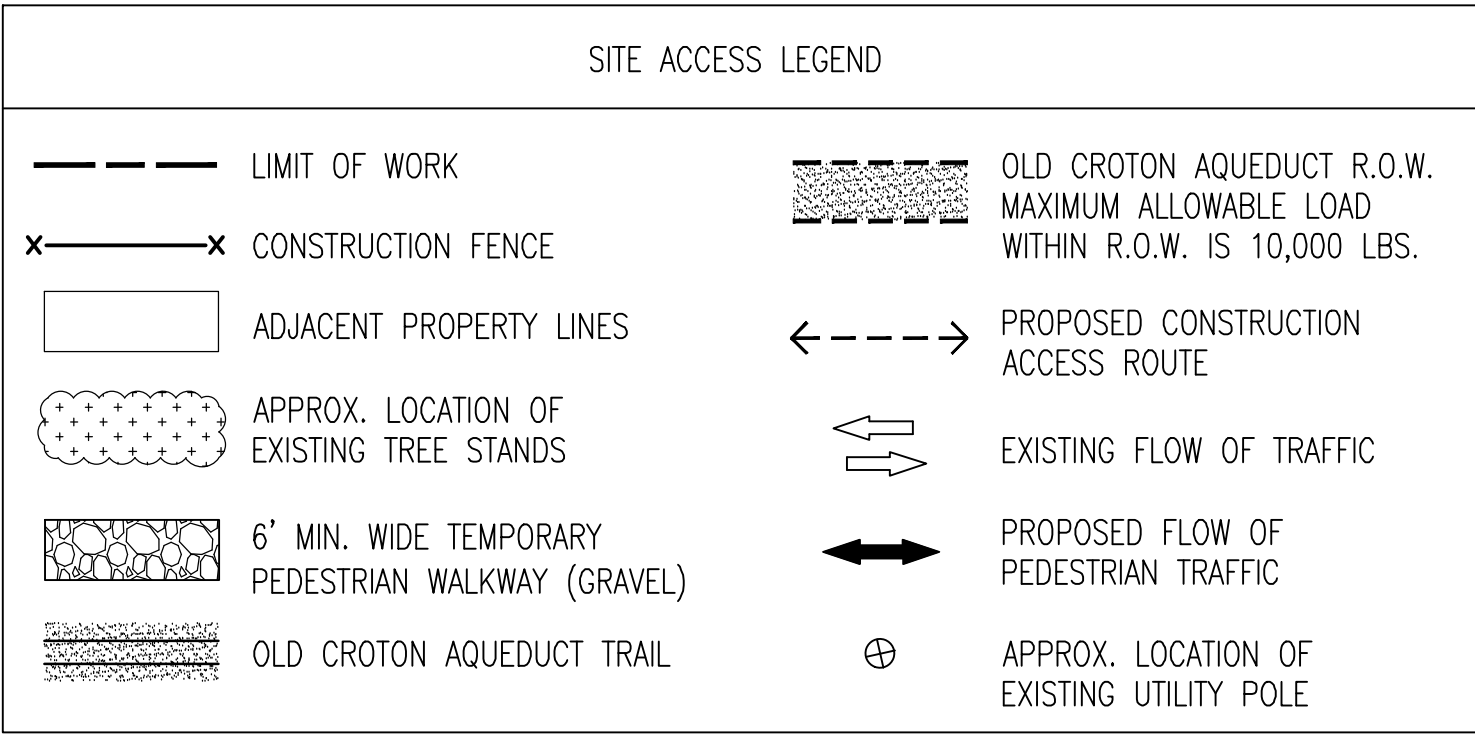 SITE ACCESS LEGEND
LIMIT OF WORK
CONSTRUCTION FENCE
ADJACENT PROPERTY LINES
APPROX. LOCATION OF
EXISTING TREE STANDS
6' MIN. WIDE TEMPORARY
PEDESTRIAN WALKWAY (GRAVEL)
OLD CROTON AQUEDUCT TRAIL
OLD CROTON AQUEDUCT R.O.W.
MAXIMUM ALLOWABLE LOAD
WITHIN R.O.W. IS 10,000 LBS.
PROPOSED CONSTRUCTION
ACCESS ROUTE
EXISTING FLOW OF TRAFFIC
PROPOSED FLOW OF
PEDESTRIAN TRAFFIC
APPROX. LOCATION OF
EXISTING UTILITY POLE